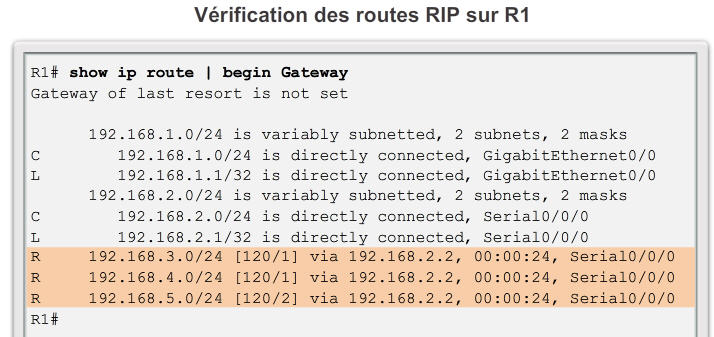 Vérification des routes RIP sur R1
R1# show ip route | begin Gateway
Gateway of last resort is not set
192.168.1.0/24 is variably subnetted, 2 subnets, 2 masks
C 192.168.1.0/24 is directly connected, GigabitEthernet0/0
L 192.168.1.1/32 is directly connected, GigabitEthernet0/0
192.168.2.0/24 is variably subnetted, 2 subnets, 2 masks
C 192.168.2.0/24 is directly connected, Serial0/0/0
L 192.168.2.1/32 is directly connected, Serial0/0/0
R 192.168.3.0/24 [120/1] via 192.168.2.2, 00:00:24, Serial0/0/0
R 192.168.4.0/24 [120/1] via 192.168.2.2, 00:00:24, Serial0/0/0
R 192.168.5.0/24 [120/2] via 192.168.2.2, 00:00:24, Serial0/0/0
R1#